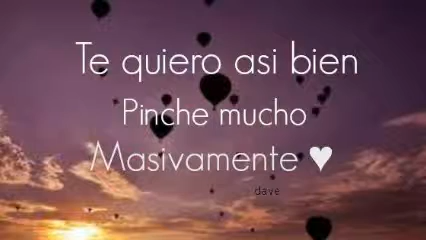 Te quiero asi bien
Pinche mucho
Masivamente ♥
dave